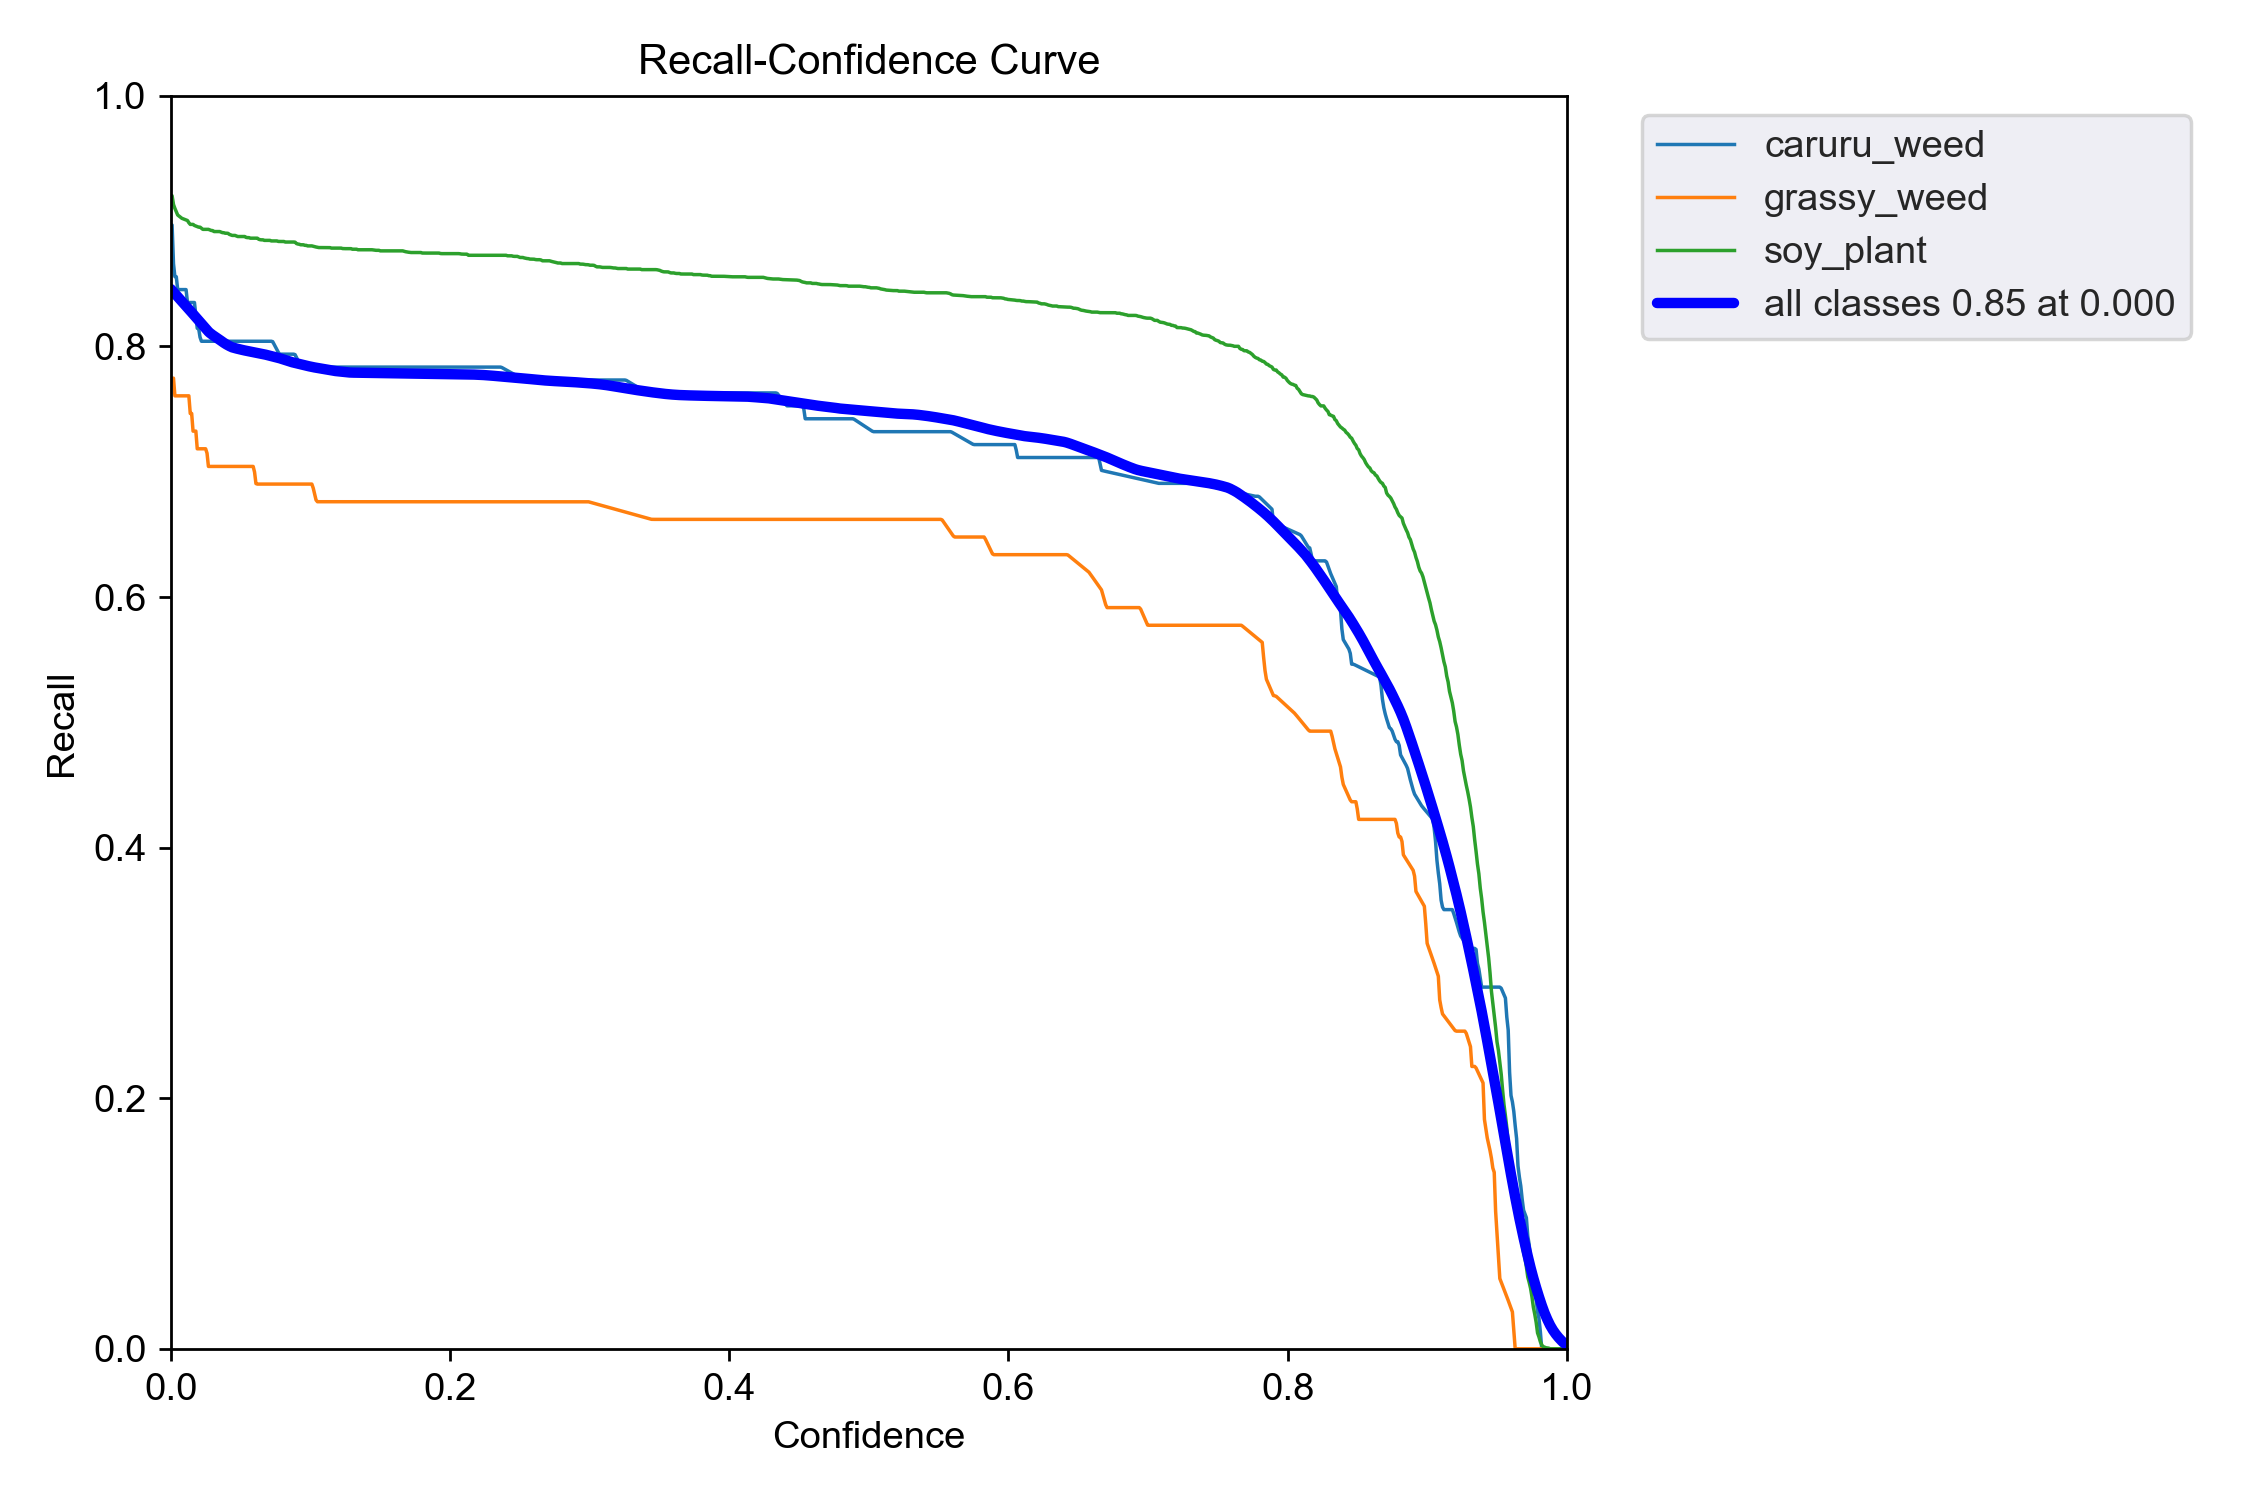 Recall-Confidence Curve
1.0
0.8
0.6
0.4
0.2
0.0
Recall
0.0 0.2 0.4 0.6 0.8 1.0
Confidence
caruru_weed
grassy_weed
soy_plant
all classes 0.85 at 0.000